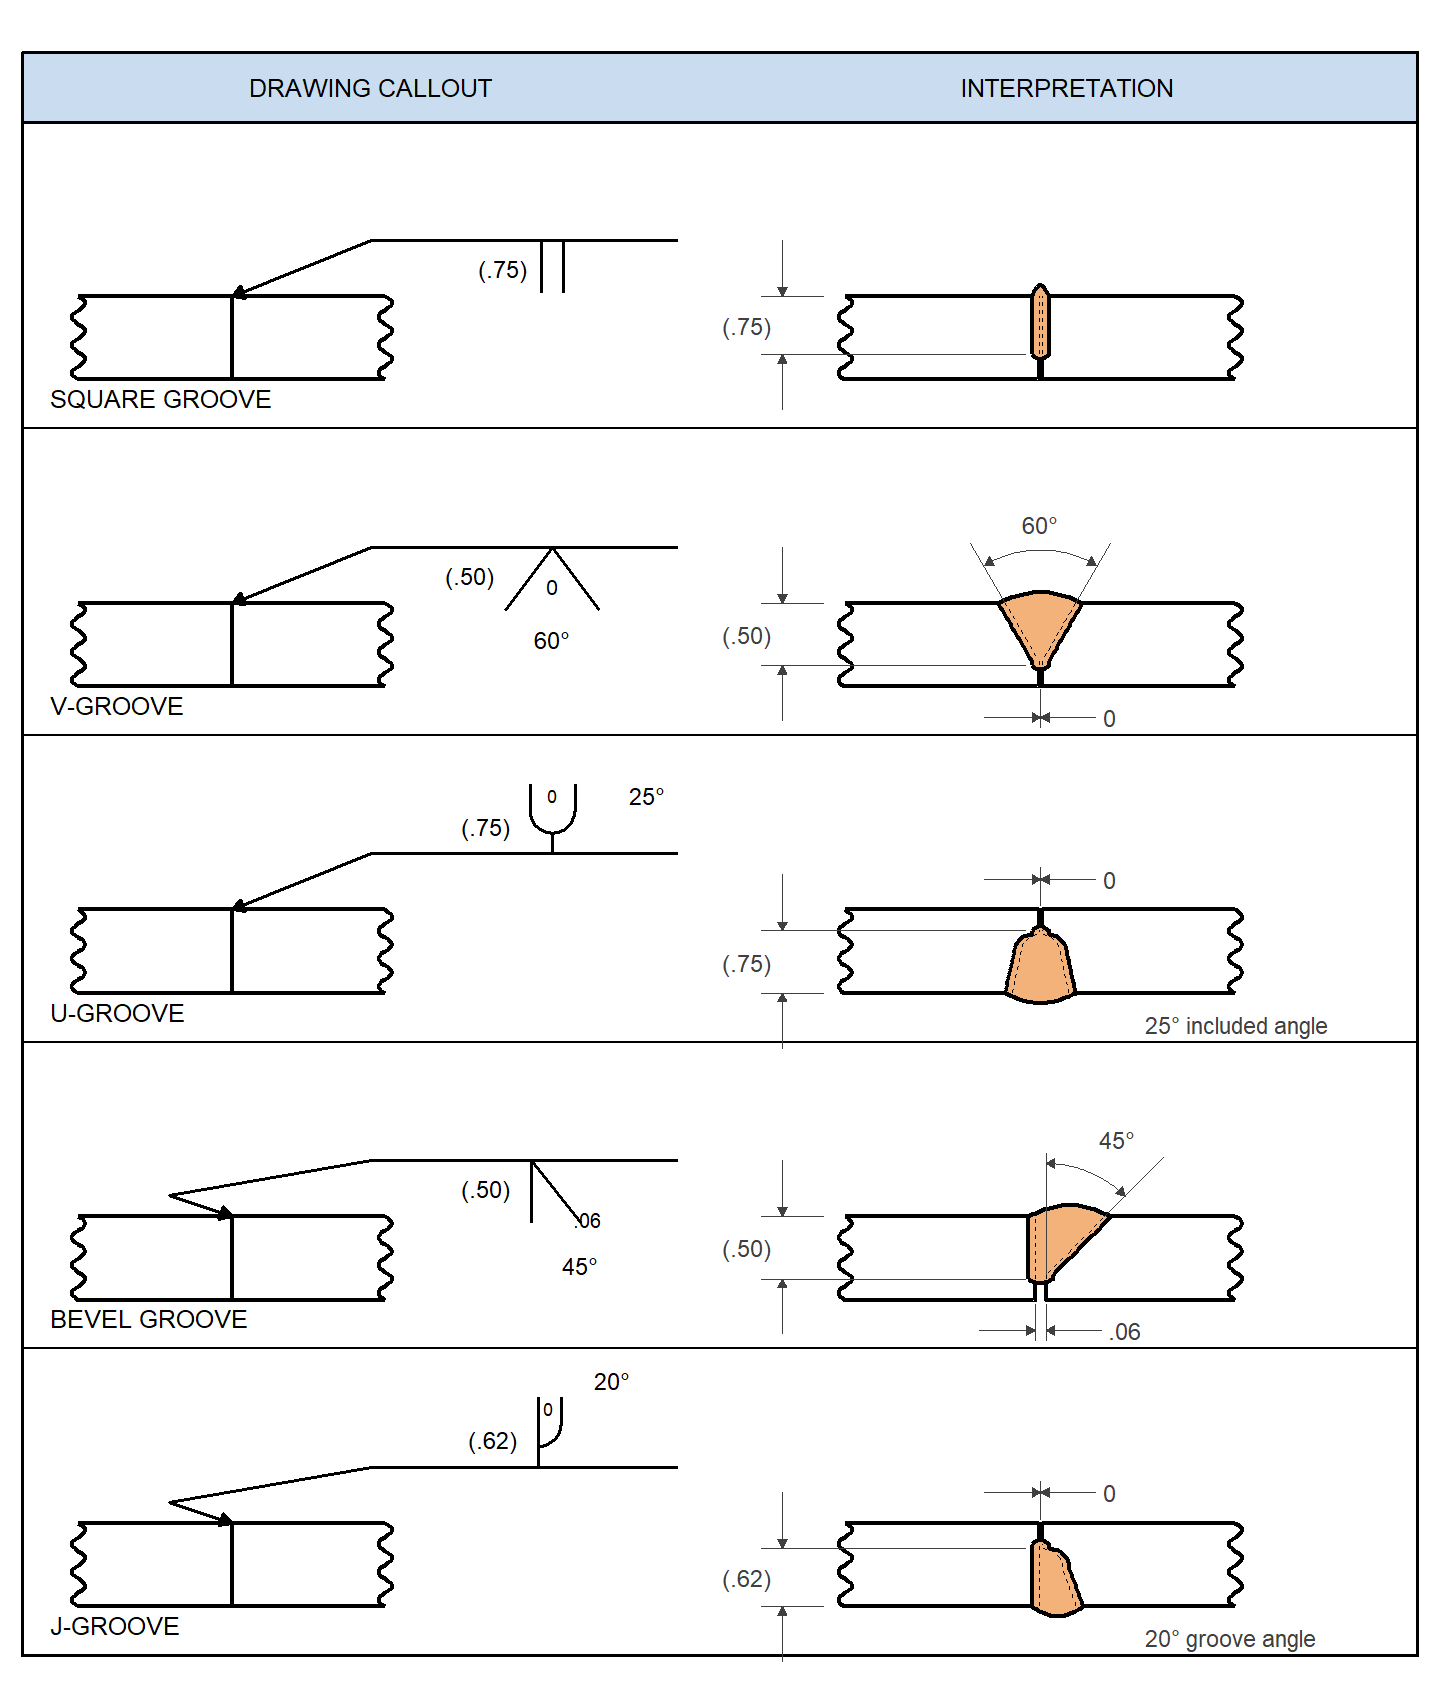 DRAWING CALLOUT
INTERPRETATION
(.75)
(.75)
SQUARE GROOVE
(.50)
0
60°
60°
(.50)
0
V-GROOVE
0
25°
(.75)
0
(.75)
25° included angle
U-GROOVE
(.50)
.06
45°
45°
(.50)
.06
BEVEL GROOVE
20°
0
(.62)
0
(.62)
20° groove angle
J-GROOVE